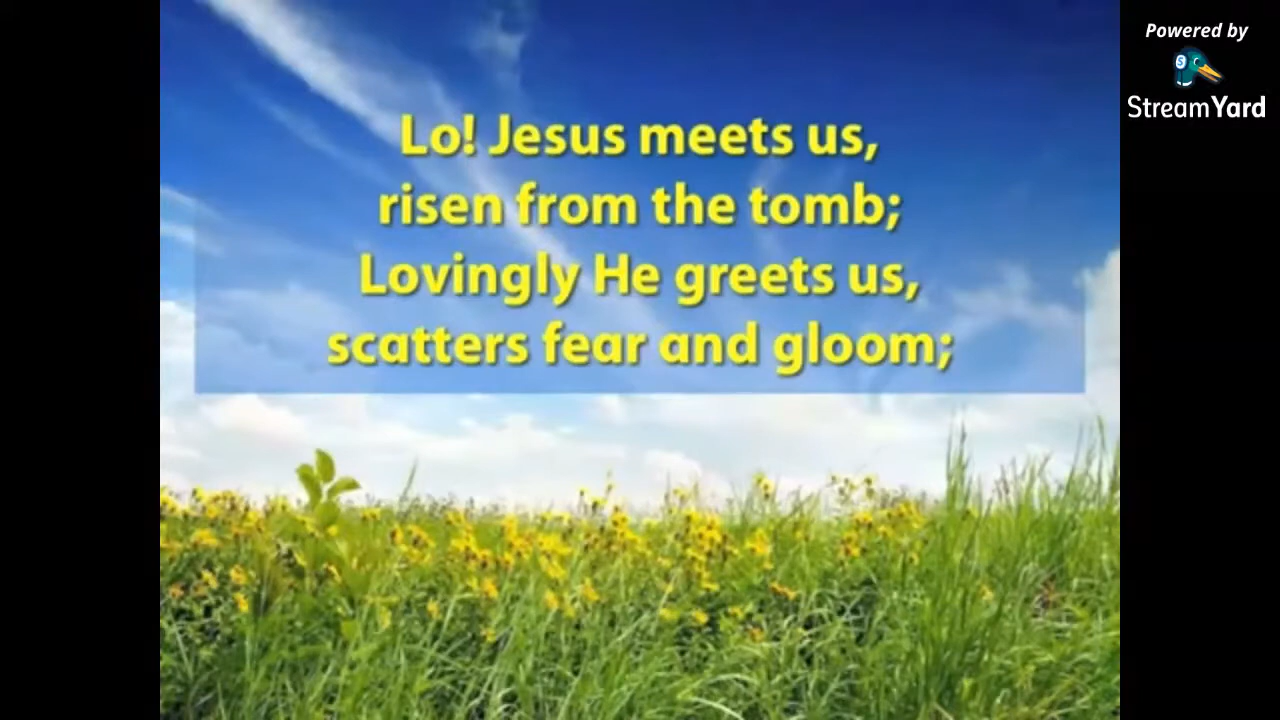 Lo! Jesus meets us,
risen from the tomb;
Lovingly He greets us,
scatters fear and gloom;
Powered by
StreamYard